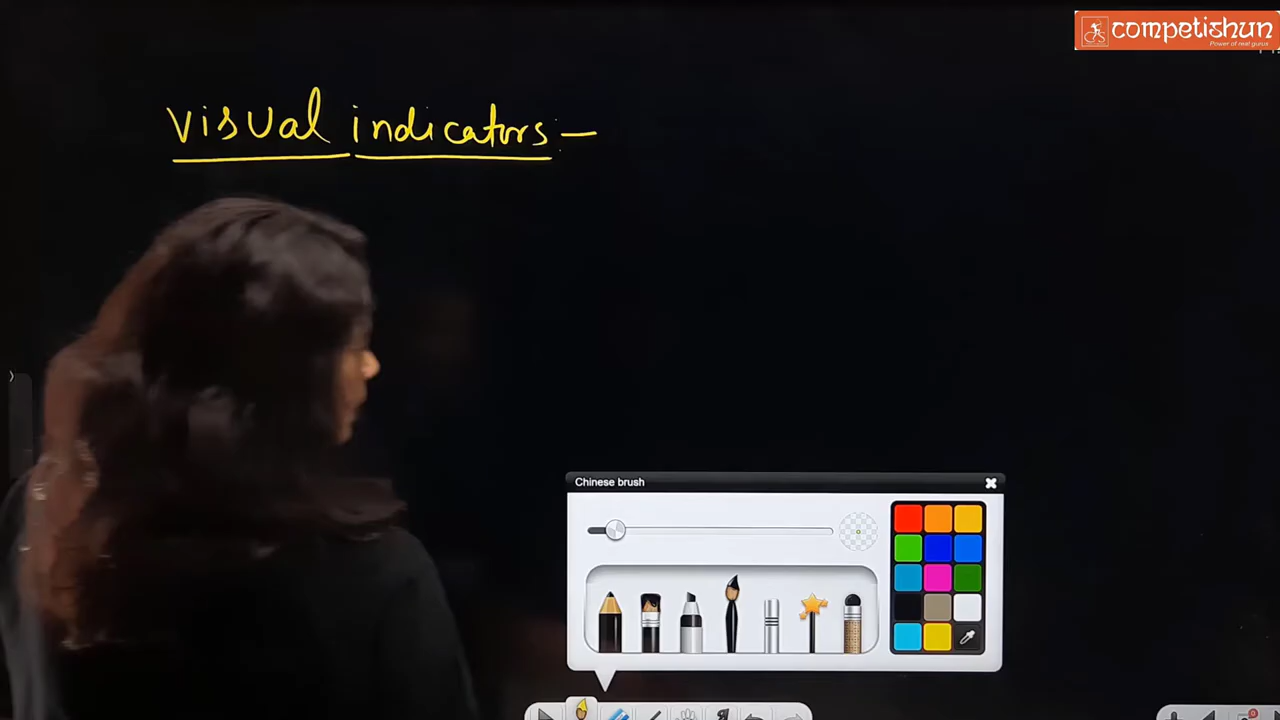 competishun
Power of real gurus
visual indicators -
Chinese brush